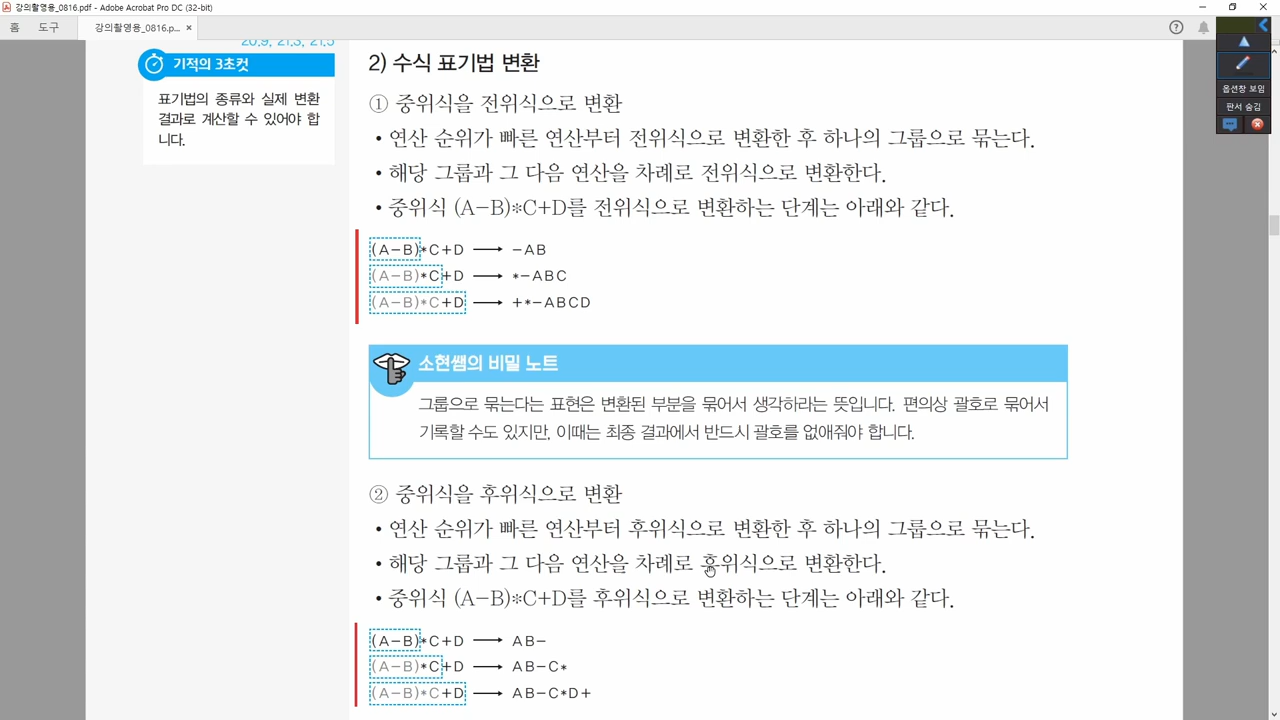 강의촬영용_0816.pdf - Adobe Acrobat Pro DC (32-bit)
홈 도구 강의촬영용_0816.p... ×
20.9, 21.3, 21.5
기적의 3초컷
표기법의 종류와 실제 변환
결과로 계산할 수 있어야 합
니다.
2) 수식 표기법 변환
① 중위식을 전위식으로 변환
• 연산 순위가 빠른 연산부터 전위식으로 변환한 후 하나의 그룹으로 묶는다.
• 해당 그룹과 그 다음 연산을 차례로 전위식으로 변환한다.
• 중위식 (A-B)*C+D를 전위식으로 변환하는 단계는 아래와 같다.
(A-B)*C+D → -AB
(A-B)*C+D → *-ABC
(A-B)*C+D → +*-ABCD
소현쌤의 비밀 노트
그룹으로 묶는다는 표현은 변환된 부분을 묶어서 생각하라는 뜻입니다. 편의상 괄호로 묶어서
기록할 수도 있지만, 이때는 최종 결과에서 반드시 괄호를 없애줘야 합니다.
② 중위식을 후위식으로 변환
• 연산 순위가 빠른 연산부터 후위식으로 변환한 후 하나의 그룹으로 묶는다.
• 해당 그룹과 그 다음 연산을 차례로 후위식으로 변환한다.
• 중위식 (A-B)*C+D를 후위식으로 변환하는 단계는 아래와 같다.
(A-B)*C+D → AB-
(A-B)*C+D → AB-C*
(A-B)*C+D → AB-C*D+
옵션창 보임
판서 숨김